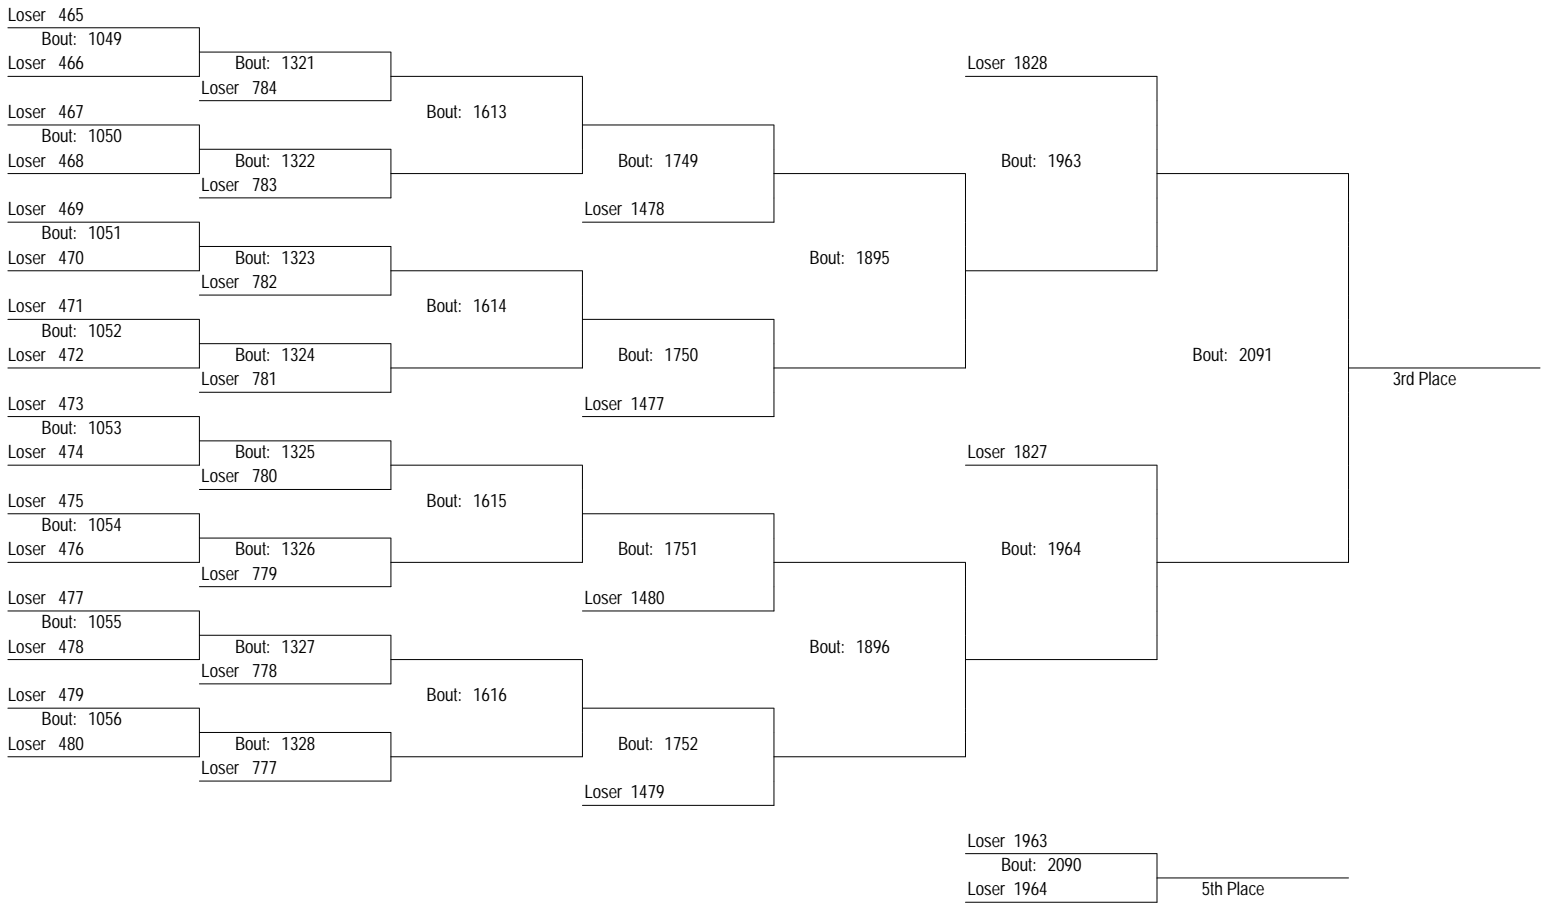 Loser 465
Bout: 1049
Loser 466
Bout: 1321
Loser 1828
Loser 784
Loser 467
Bout: 1613
Bout: 1050
Loser 468
Bout: 1322
Bout: 1749
Bout: 1963
Loser 783
Loser 469
Loser 1478
Bout: 1051
Loser 470
Bout: 1323
Bout: 1895
Loser 782
Loser 471
Bout: 1614
Bout: 1052
Loser 472
Bout: 1324
Bout: 1750
Bout: 2091
Loser 781
3rd Place
Loser 473
Loser 1477
Bout: 1053
Loser 474
Bout: 1325
Loser 1827
Loser 780
Loser 475
Bout: 1615
Bout: 1054
Loser 476
Bout: 1326
Bout: 1751
Bout: 1964
Loser 779
Loser 477
Loser 1480
Bout: 1055
Loser 478
Bout: 1327
Bout: 1896
Loser 778
Loser 479
Bout: 1616
Bout: 1056
Loser 480
Bout: 1328
Bout: 1752
Loser 777
Loser 1479
Loser 1963
Bout: 2090
Loser 1964
5th Place